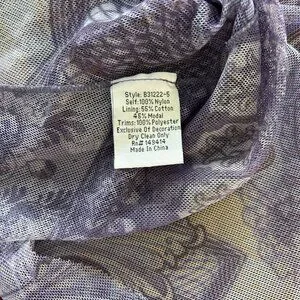 Style: B31222-5
Self: 100% Nylon
Lining: 55% Cotton
45% Modal
Trims: 100% Polyester
Exclusive Of Decoration
Dry Clean Only
Rn# 149414
Made In China